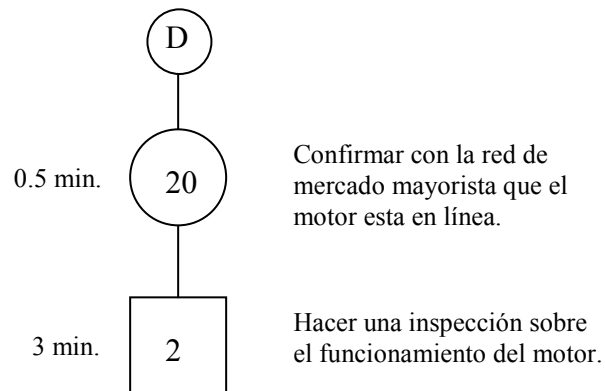 D
0.5 min.
20
Confirmar con la red de
mercado mayorista que el
motor esta en línea.
3 min.
2
Hacer una inspección sobre
el funcionamiento del motor.